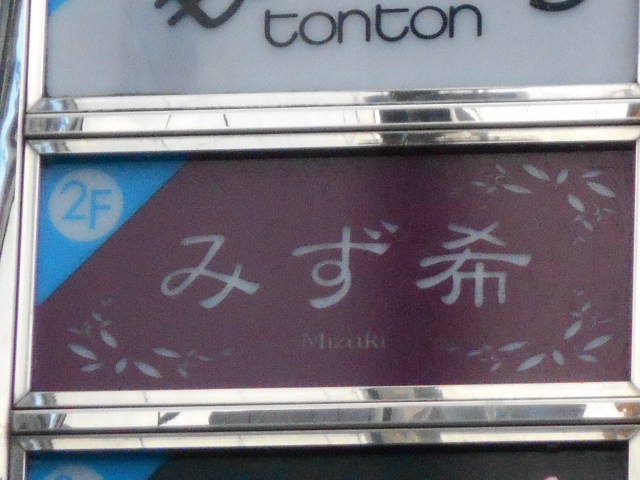 tonton
2F
みず希
Mizuki